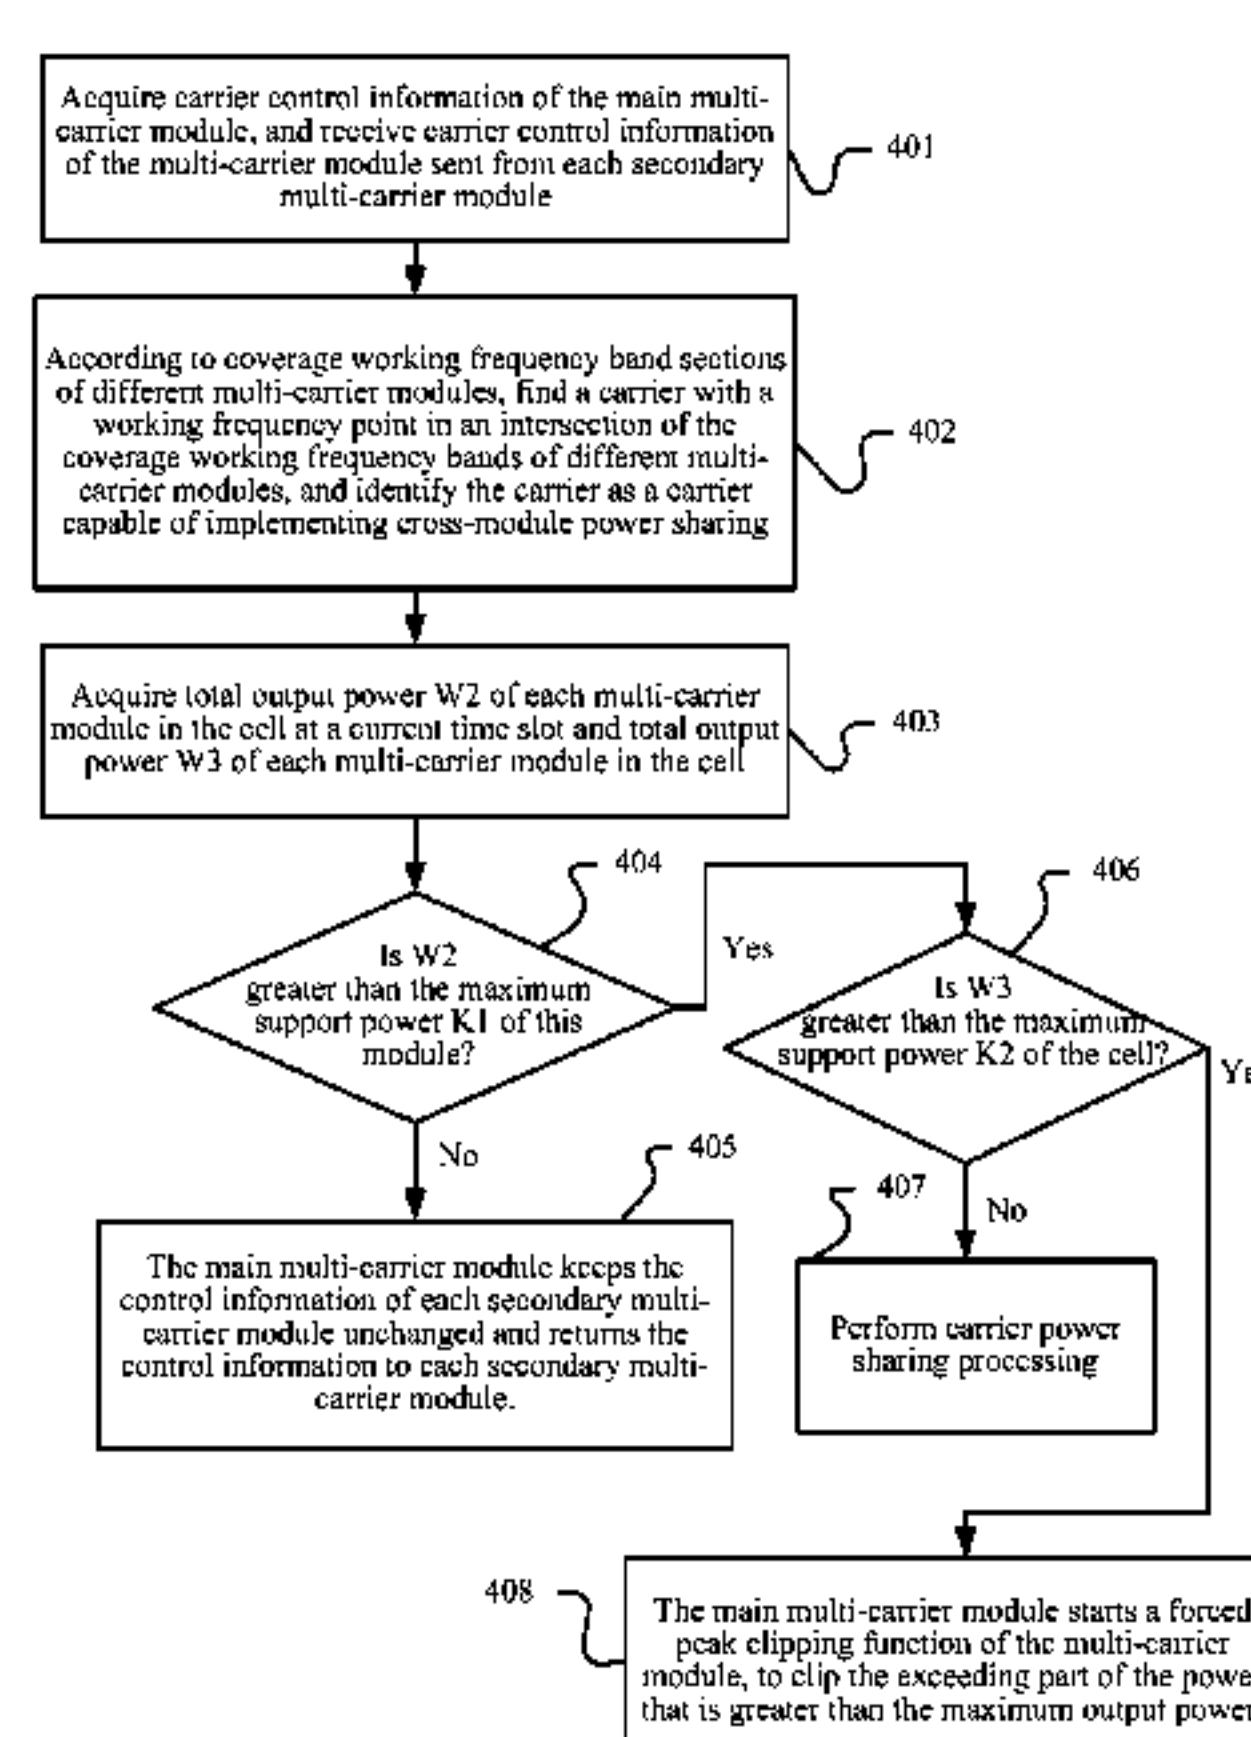 Acquire carrier control information of the main multi-
carrier module, and receive carrier control information
of the multi-carrier module sent from each secondary
multi-carrier module
401
According to coverage working frequency band sections
of different multi-carrier modules, find a carrier with a
working frequency point in an intersection of the
coverage working frequency bands of different multi-
carrier modules, and identify the carrier as a carrier
capable of implementing cross-module power sharing
402
Acquire total output power W2 of each multi-carrier
module in the cell at a current time slot and total output
power W3 of each multi-carrier module in the cell
403
404
Is W2
greater than the maximum
support power K1 of this
module?
Yes
406
Is W3
greater than the maximum
support power K2 of the cell?
No
405
The main multi-carrier module keeps the
control information of each secondary multi-
carrier module unchanged and returns the
control information to each secondary multi-
carrier module.
407
No
Perform carrier power
sharing processing
408
The main multi-carrier module starts a forced
peak clipping function of the multi-carrier
module, to clip the exceeding part of the
that is greater than the maximum output power